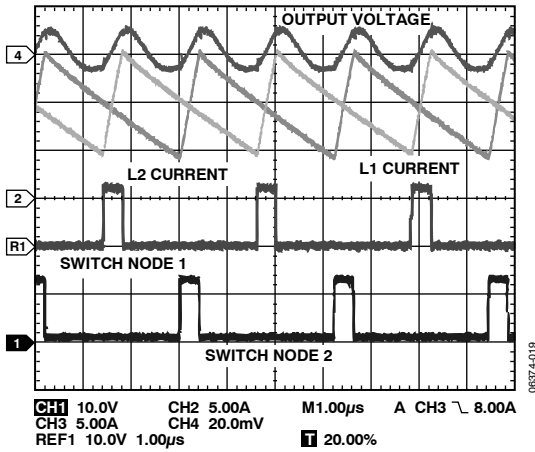 OUTPUT VOLTAGE
4
L2 CURRENT
L1 CURRENT
2
R1
SWITCH NODE 1
1
SWITCH NODE 2
06374-019
CH1 10.0V CH2 5.00A M1.00µs A CH3 ╲ 8.00A
CH3 5.00A CH4 20.0mV
REF1 10.0V 1.00µs T 20.00%